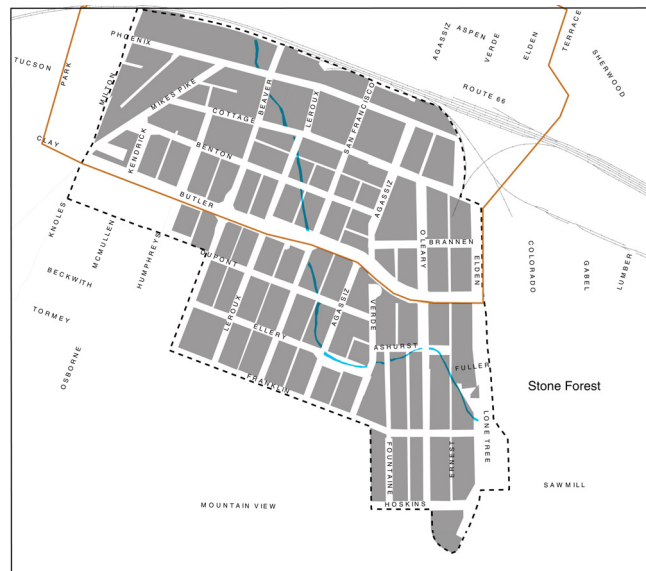 PHOENIX
AGASSIZ
ASPEN
VERDE
ELDEN
TERRACE
SHERWOOD
TUCSON
PARK
MILTON
MIKES PIKE
BEAVER
LEROUX
SAN FRANCISCO
ROUTE 66
COTTAGE
CLAY
KENDRICK
BENTON
BUTLER
AGASSIZ
KNOLES
MCMULLEN
HUMPHREYS
DUPONT
O'LEARY
BRANNEN
ELDEN
COLORADO
GABEL
LUMBER
BECKWITH
TORMEY
OSBORNE
LEROUX
ELLERY
AGASSIZ
VERDE
ASHURST
FULLER
FRANKLIN
Stone Forest
LONE TREE
FOUNTAINE
ERNEST
SAWMILL
MOUNTAIN VIEW
HOSKINS